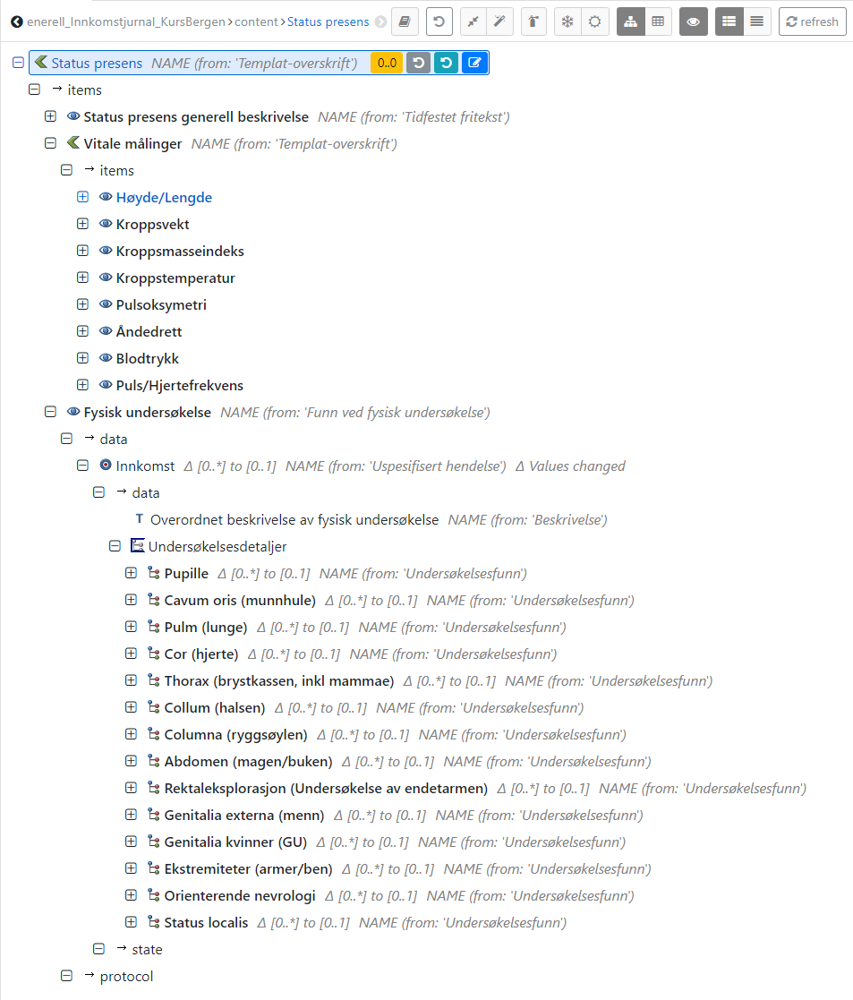 enerell_Innkomstjurnal_KursBergen > content > Status presens refresh
Status presens NAME (from: 'Templat-overskrift') 0..0
→ items
Status presens generell beskrivelse NAME (from: 'Tidfestet fritekst')
Vitale målinger NAME (from: 'Templat-overskrift')
→ items
Høyde/Lengde
Kroppsvekt
Kroppsmasseindeks
Kroppstemperatur
Pulsoksymetri
Åndedrett
Blodtrykk
Puls/Hjertefrekvens
Fysisk undersøkelse NAME (from: 'Funn ved fysisk undersøkelse')
→ data
Innkomst Δ [0..*] to [0..1] NAME (from: 'Uspesifisert hendelse') Δ Values changed
→ data
T Overordnet beskrivelse av fysisk undersøkelse NAME (from: 'Beskrivelse')
Undersøkelsesdetaljer
Pupille Δ [0..*] to [0..1] NAME (from: 'Undersøkelsesfunn')
Cavum oris (munnhule) Δ [0..*] to [0..1] NAME (from: 'Undersøkelsesfunn')
Pulm (lunge) Δ [0..*] to [0..1] NAME (from: 'Undersøkelsesfunn')
Cor (hjerte) Δ [0..*] to [0..1] NAME (from: 'Undersøkelsesfunn')
Thorax (brystkassen, inkl mammae) Δ [0..*] to [0..1] NAME (from: 'Undersøkelsesfunn')
Collum (halsen) Δ [0..*] to [0..1] NAME (from: 'Undersøkelsesfunn')
Columna (ryggsøylen) Δ [0..*] to [0..1] NAME (from: 'Undersøkelsesfunn')
Abdomen (magen/buken) Δ [0..*] to [0..1] NAME (from: 'Undersøkelsesfunn')
Rektaleksplorasjon (Undersøkelse av endetarmen) Δ [0..*] to [0..1] NAME (from: 'Undersøkelsesfunn')
Genitalia externa (menn) Δ [0..*] to [0..1] NAME (from: 'Undersøkelsesfunn')
Genitalia kvinner (GU) Δ [0..*] to [0..1] NAME (from: 'Undersøkelsesfunn')
Ekstremiteter (armer/ben) Δ [0..*] to [0..1] NAME (from: 'Undersøkelsesfunn')
Orienterende nevrologi Δ [0..*] to [0..1] NAME (from: 'Undersøkelsesfunn')
Status localis Δ [0..*] to [0..1] NAME (from: 'Undersøkelsesfunn')
→ state
→ protocol